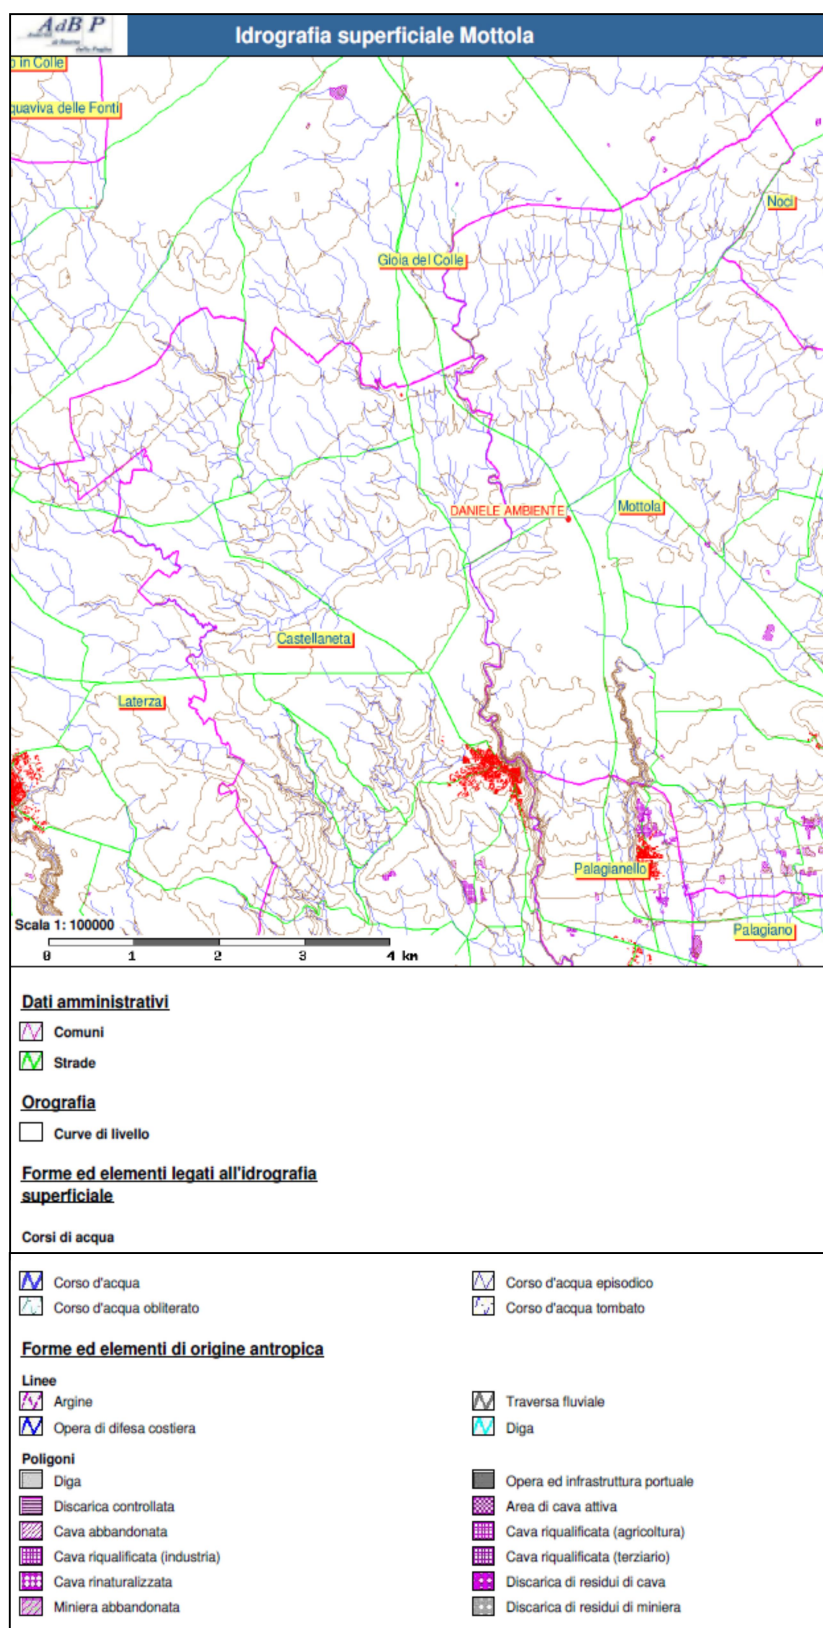 AdB P
Idrografia superficiale Mottola
o in Colle
quaviva delle Fonti
Noci
Gioia del Colle
DANIELE AMBIENTE
Mottola
Castellaneta
Laterza
Palagianello
Palagiano
Scala 1: 100000
0 1 2 3 4 km
Dati amministrativi
Comuni
Strade
Orografia
Curve di livello
Forme ed elementi legati all'idrografia
superficiale
Corsi di acqua
Corso d'acqua
Corso d'acqua episodico
Corso d'acqua obliterato
Corso d'acqua tombato
Forme ed elementi di origine antropica
Linee
Argine
Traversa fluviale
Opera di difesa costiera
Diga
Poligoni
Diga
Opera ed infrastruttura portuale
Discarica controllata
Area di cava attiva
Cava abbandonata
Cava riqualificata (agricoltura)
Cava riqualificata (industria)
Cava riqualificata (terziario)
Cava rinaturalizzata
Discarica di residui di cava
Miniera abbandonata
Discarica di residui di miniera